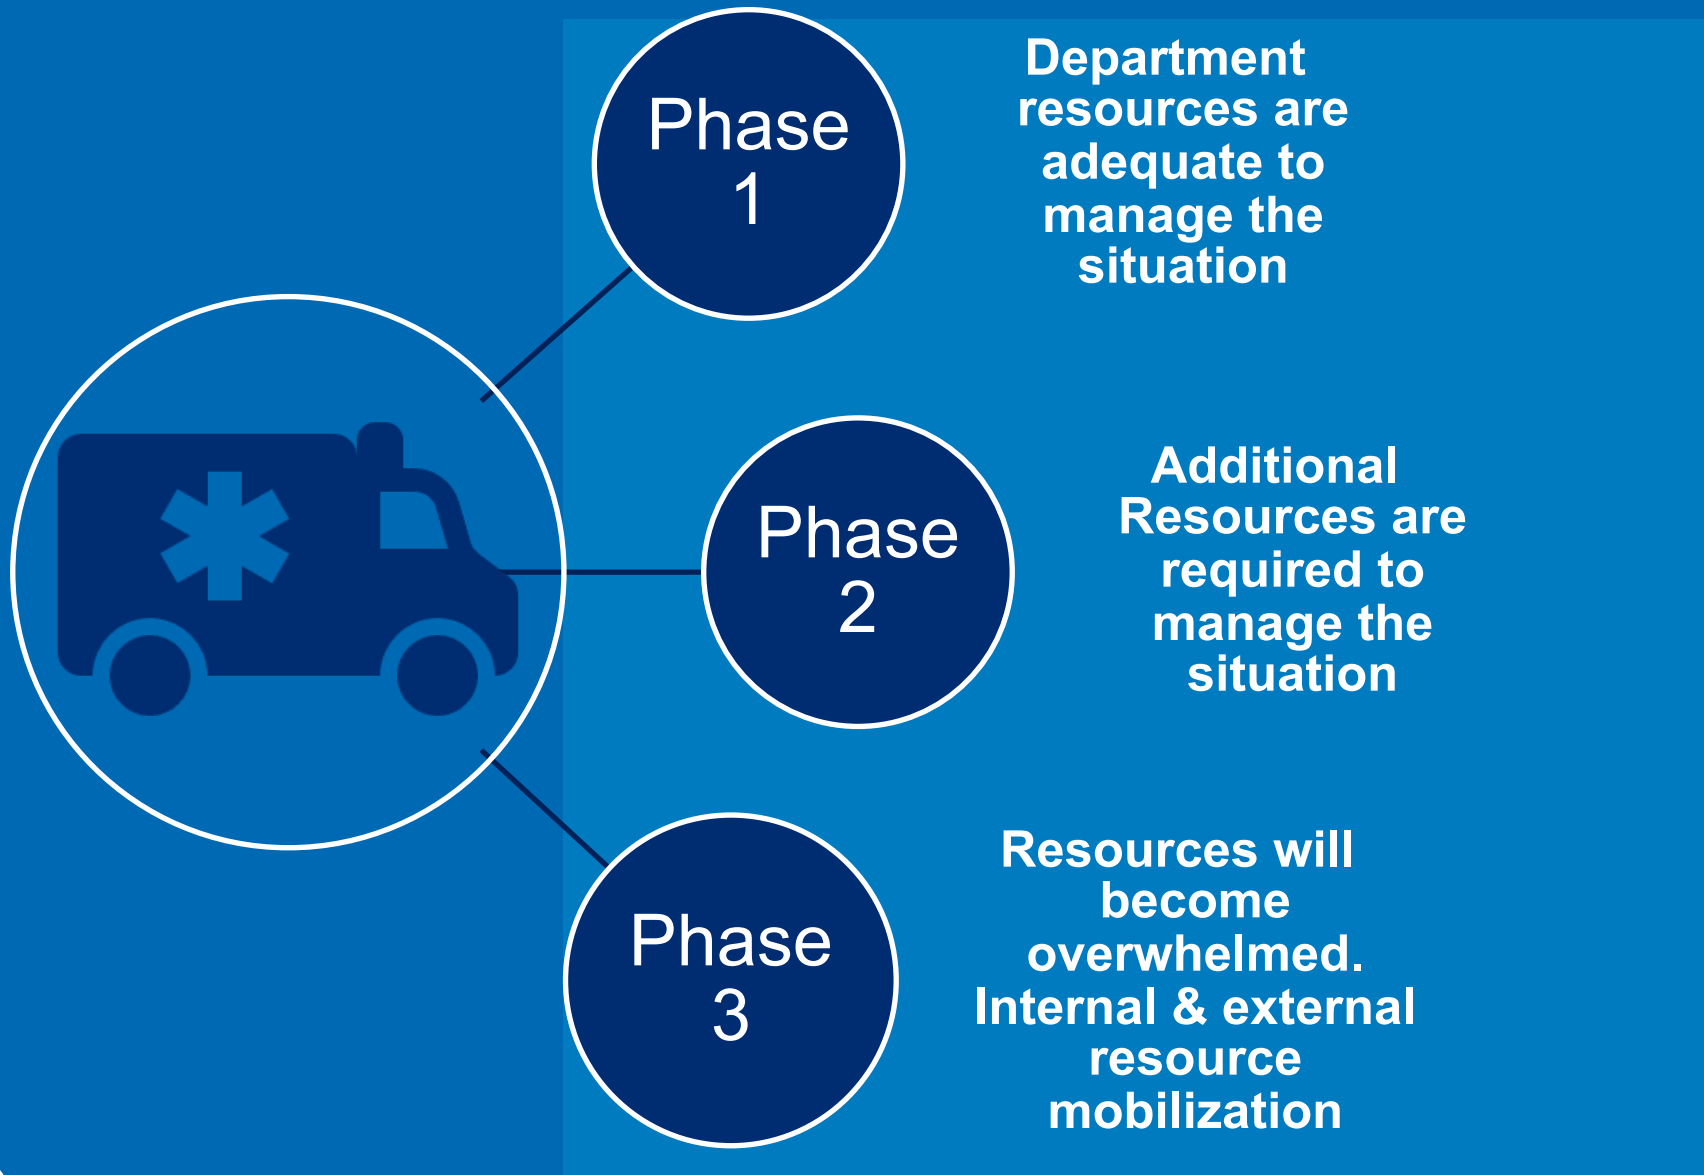 Phase
1
Department
resources are
adequate to
manage the
situation
Phase
2
Additional
Resources are
required to
manage the
situation
Phase
3
Resources will
become
overwhelmed.
Internal & external
resource
mobilization